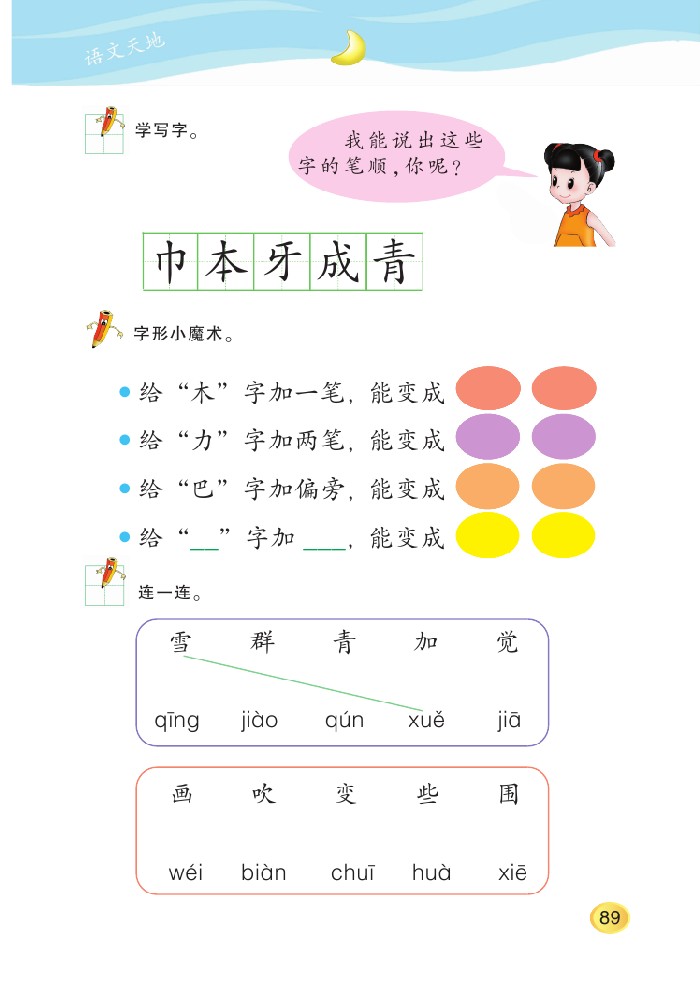 语文天地
学写字。
我能说出这些
字的笔顺，你呢？
巾本牙成青
字形小魔术。
给“木”字加一笔，能变成
给“力”字加两笔，能变成
给“巴”字加偏旁，能变成
给“__”字加 ___，能变成
连一连。
雪 群 青 加 觉
qīng jiào qún xuě jiā
画 吹 变 些 围
wéi biàn chuī huà xiē
89